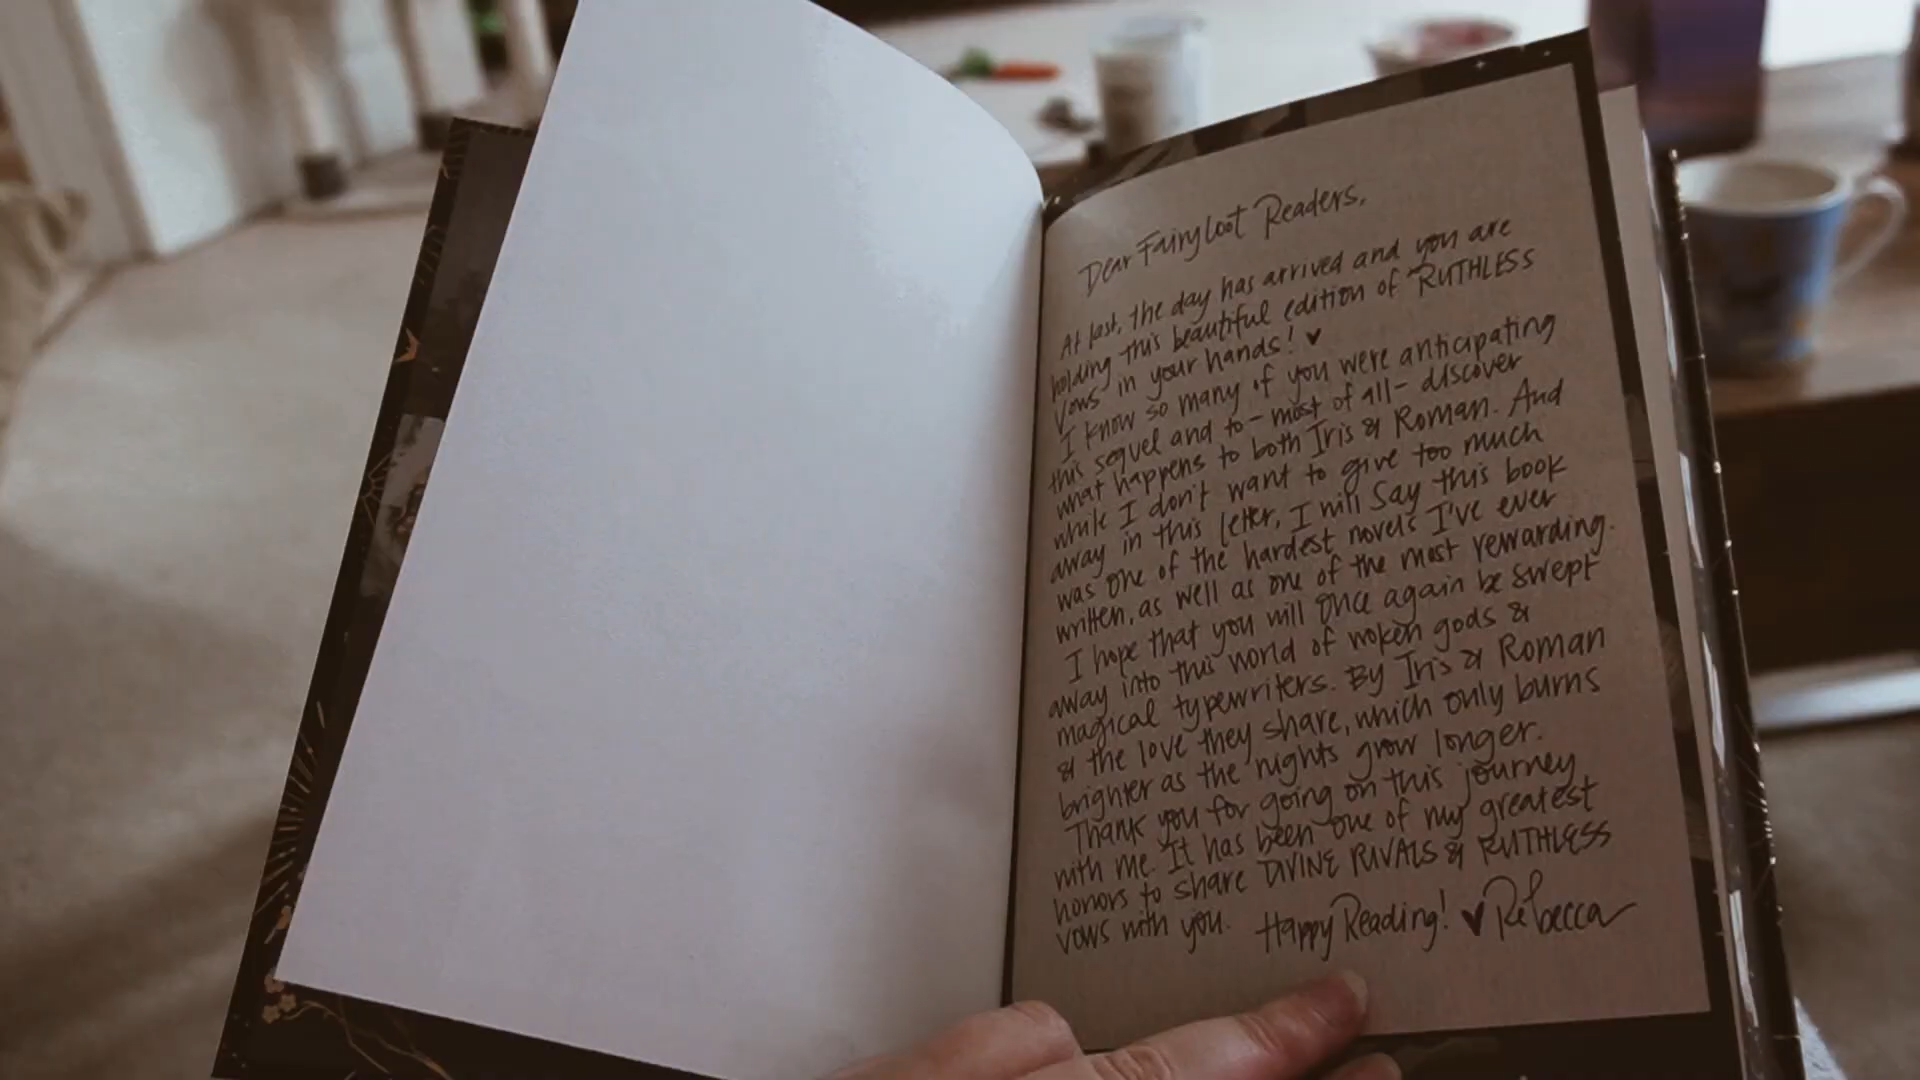 Dear Fairyloot Readers,
At last, the day has arrived and you are
holding this beautiful edition of RUTHLESS
VOWS in your hands! ♥
I know so many of you were anticipating
this sequel and to - most of all - discover
what happens to both Iris & Roman. And
while I don't want to give too much
away in this letter, I will say this book
was one of the hardest novels I've ever
written, as well as one of the most rewarding.
I hope that you will once again be swept
away into this world of woken gods &
magical typewriters. By Iris & Roman
& the love they share, which only burns
brighter as the nights grow longer.
Thank you for going on this journey
with me. It has been one of my greatest
honors to share DIVINE RIVALS & RUTHLESS
VOWS with you. Happy Reading! ♥ Rebecca